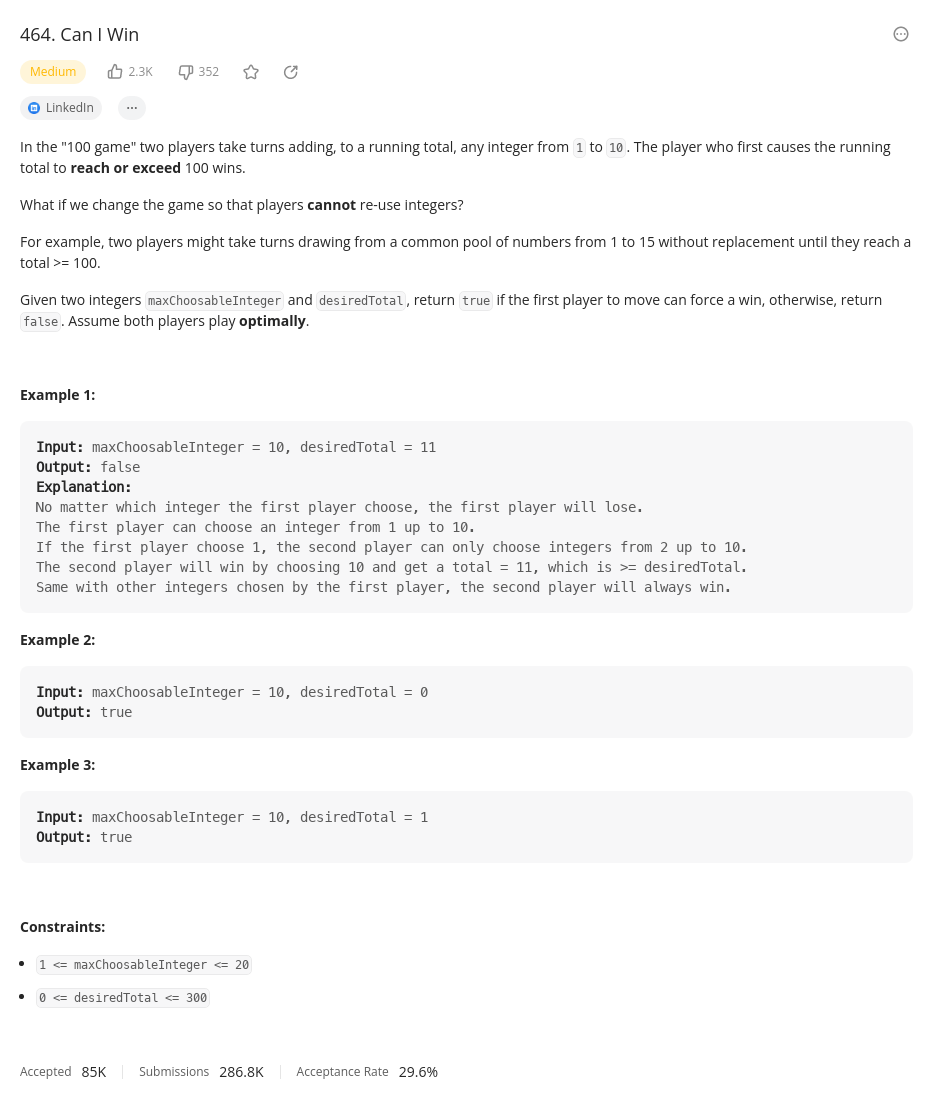 464. Can I Win
Medium 2.3K 352
LinkedIn ···
In the "100 game" two players take turns adding, to a running total, any integer from 1 to 10. The player who first causes the running
total to reach or exceed 100 wins.
What if we change the game so that players cannot re-use integers?
For example, two players might take turns drawing from a common pool of numbers from 1 to 15 without replacement until they reach a
total >= 100.
Given two integers maxChoosableInteger and desiredTotal, return true if the first player to move can force a win, otherwise, return
false. Assume both players play optimally.
Example 1:
Input: maxChoosableInteger = 10, desiredTotal = 11
Output: false
Explanation:
No matter which integer the first player choose, the first player will lose.
The first player can choose an integer from 1 up to 10.
If the first player choose 1, the second player can only choose integers from 2 up to 10.
The second player will win by choosing 10 and get a total = 11, which is >= desiredTotal.
Same with other integers chosen by the first player, the second player will always win.
Example 2:
Input: maxChoosableInteger = 10, desiredTotal = 0
Output: true
Example 3:
Input: maxChoosableInteger = 10, desiredTotal = 1
Output: true
Constraints:
• 1 <= maxChoosableInteger <= 20
• 0 <= desiredTotal <= 300
Accepted 85K Submissions 286.8K Acceptance Rate 29.6%